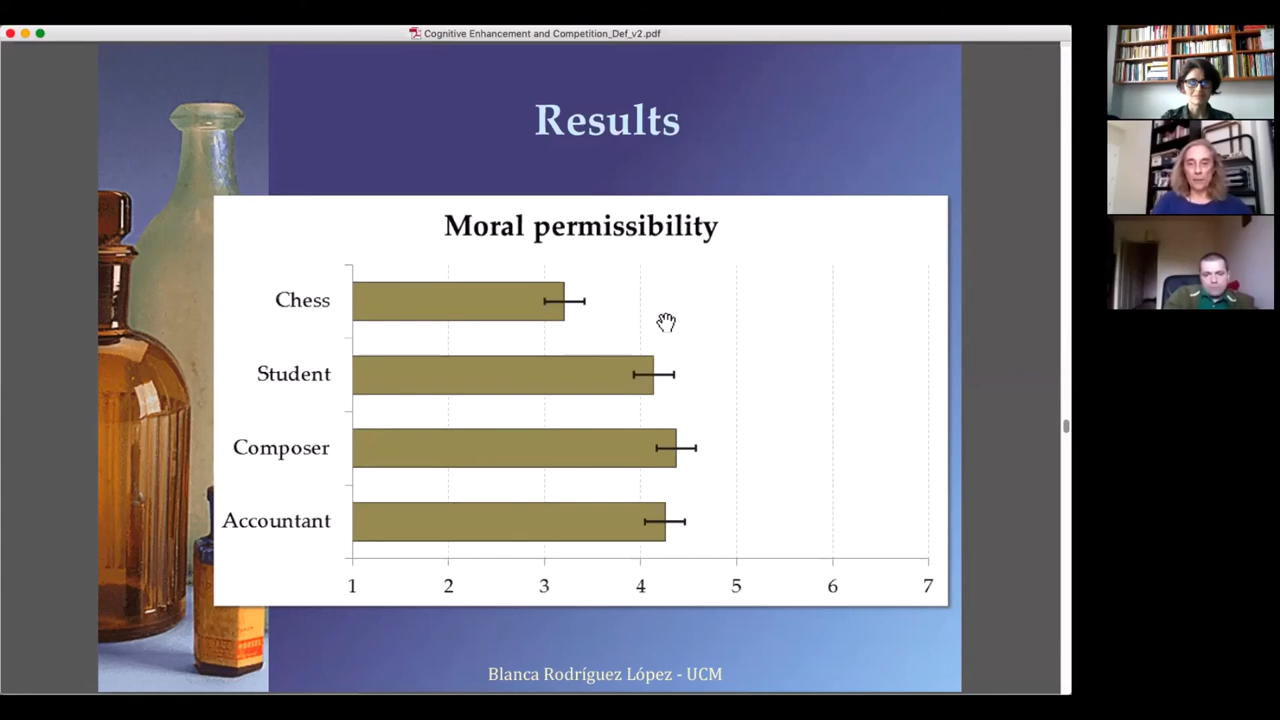 Cognitive Enhancement and Competition_Def_v2.pdf
Results
Moral permissibility
Chess
Student
Composer
Accountant
1 2 3 4 5 6 7
Blanca Rodríguez López - UCM